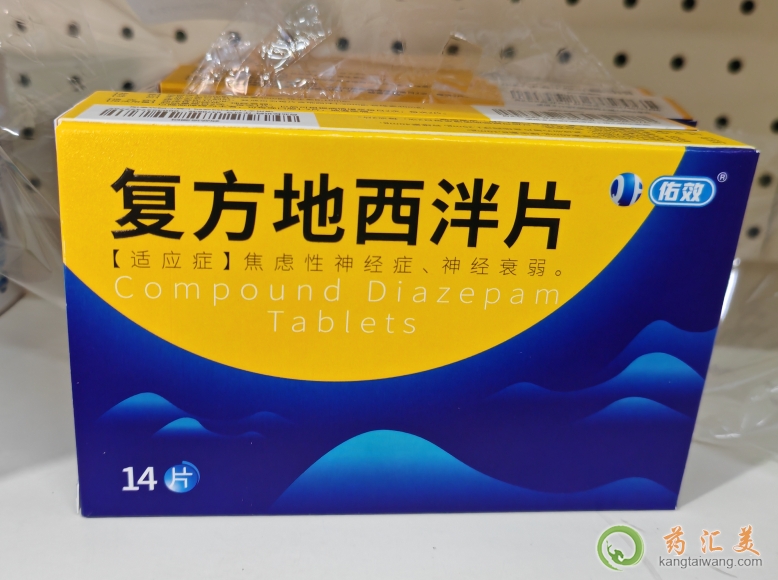 佑效®
复方地西泮片
【适应症】焦虑性神经症、神经衰弱。
Compound Diazepam
Tablets
14片
药汇美
kangtaiwang.com